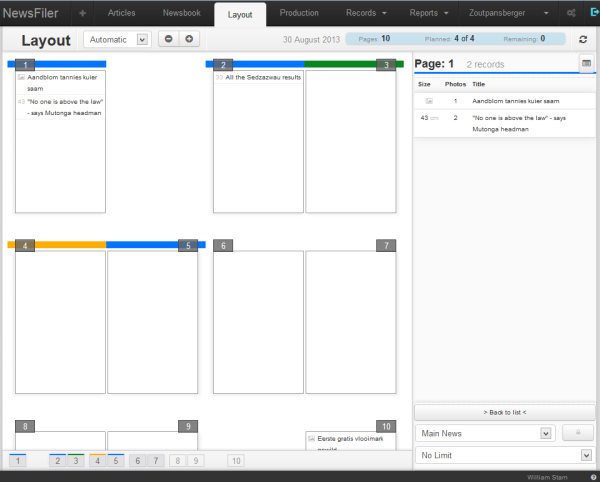 NewsFiler
Articles Newsbook Layout Production Records Reports Zoutpansberger
Layout
Automatic
30 August 2013
Pages: 10 Planned: 4 of 4 Remaining: 0
1
Aandblom tannies kuier
saam
43 "No one is above the law"
- says Mutonga headman
2 3
33 All the Sedzazwau results
4 5 6 7
8 9 10
Eerste gratis vlooimark
Page: 1 2 records
Size Photos Title
1 Aandblom tannies kuier saam
43 cm 2 "No one is above the law" - says
Mutonga headman
> Back to list <
Main News
No Limit
1 2 3 4 5 6 7 8 9 10
William Stam